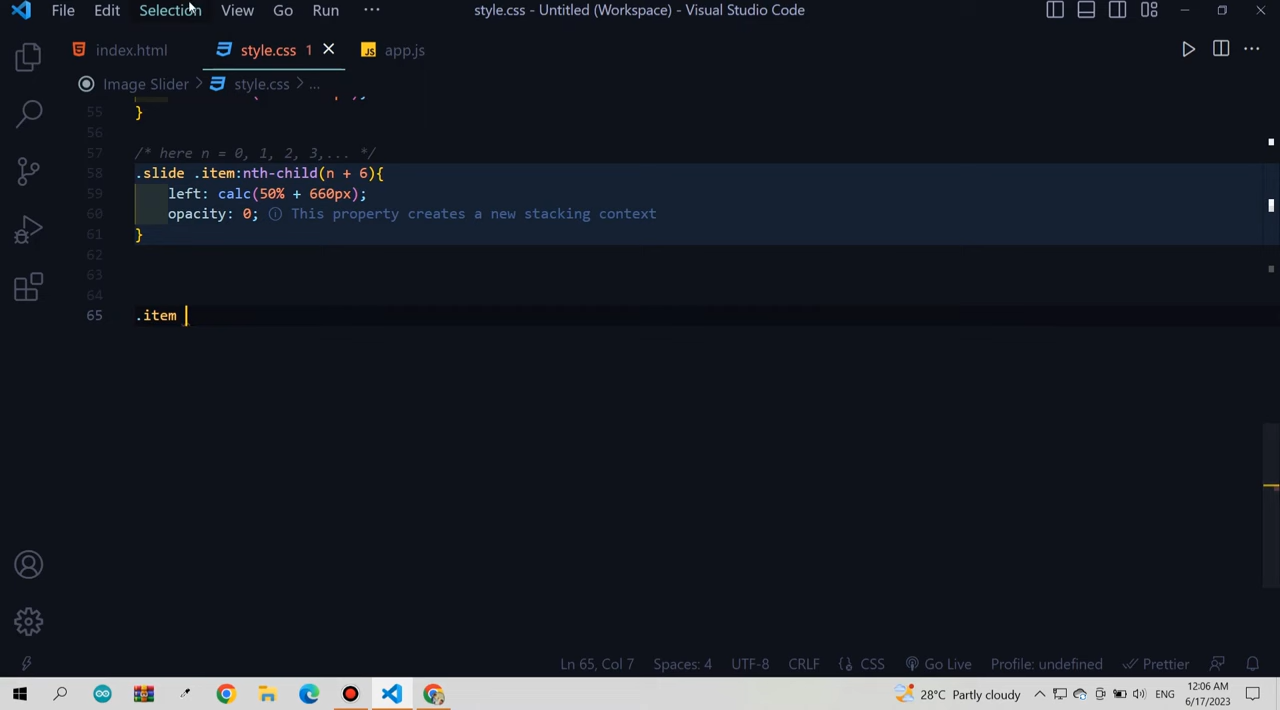 File Edit Selection View Go Run ··· style.css - Untitled (Workspace) - Visual Studio Code
index.html style.css 1 app.js
Image Slider > style.css > ...
55 }
56
57 /* here n = 0, 1, 2, 3,... */
58 .slide .item:nth-child(n + 6){
59 left: calc(50% + 660px);
60 opacity: 0; This property creates a new stacking context
61 }
62
63
64
65 .item
Ln 65, Col 7 Spaces: 4 UTF-8 CRLF CSS Go Live Profile: undefined Prettier
28°C Partly cloudy ENG 12:06 AM
6/17/2023